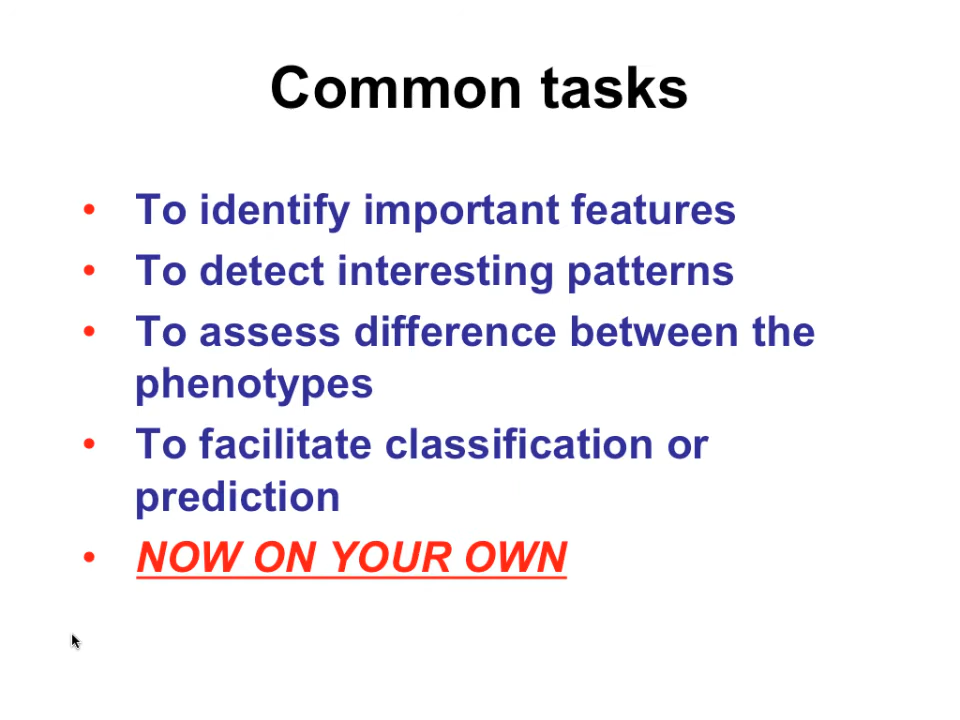 Common tasks
• To identify important features
• To detect interesting patterns
• To assess difference between the
phenotypes
• To facilitate classification or
prediction
• NOW ON YOUR OWN